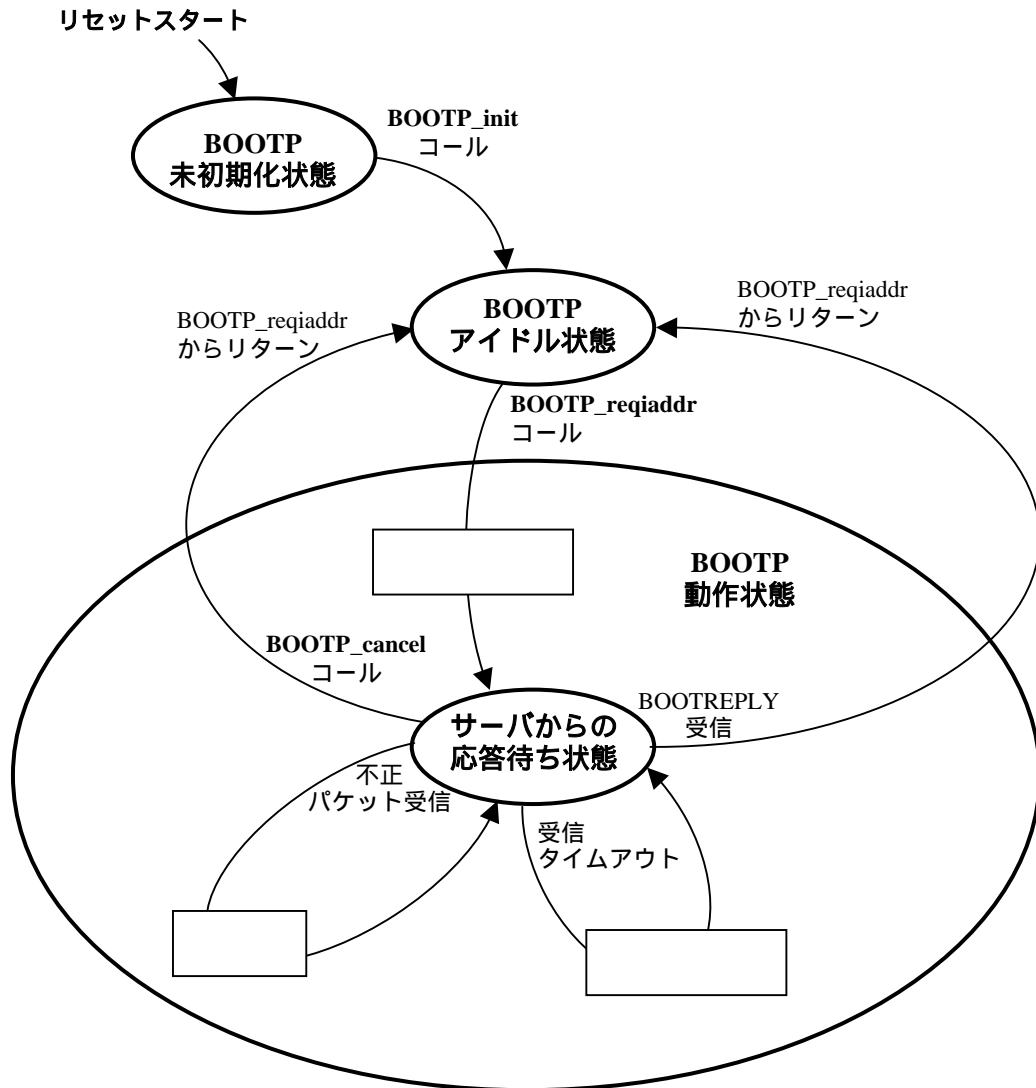 リセットスタート
BOOTP
未初期化状態
BOOTP_init
コール
BOOTP_reqiaddr
からリターン
BOOTP
アイドル状態
BOOTP_reqiaddr
からリターン
BOOTP_reqiaddr
コール
BOOTP
動作状態
BOOTP_cancel
コール
サーバからの
応答待ち状態
BOOTREPLY
受信
不正
パケット受信
受信
タイムアウト